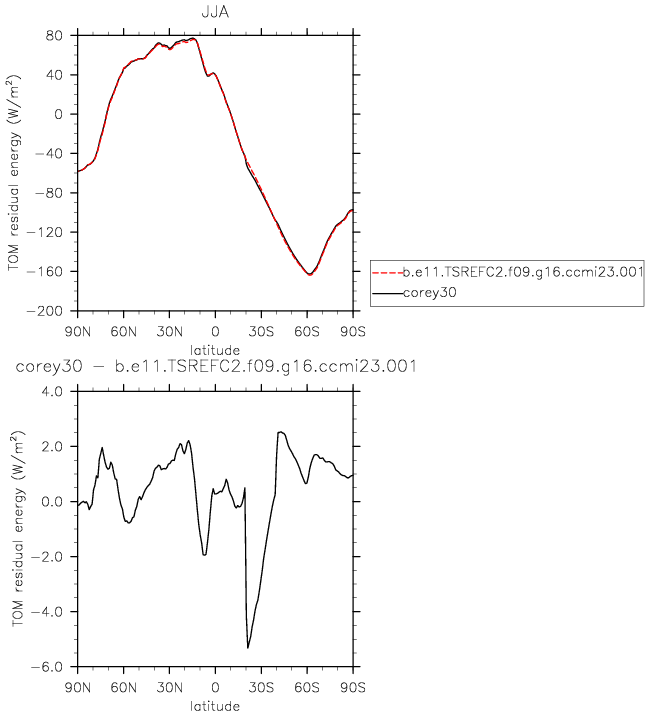 JJA
TOM residual energy (W/m²)
80
40
0
−40
−80
−120
−160
−200
90N 60N 30N 0 30S 60S 90S
latitude
b.e11.TSREFC2.f09.g16.ccmi23.001
corey30
corey30 − b.e11.TSREFC2.f09.g16.ccmi23.001
TOM residual energy (W/m²)
4.0
2.0
0.0
−2.0
−4.0
−6.0
90N 60N 30N 0 30S 60S 90S
latitude